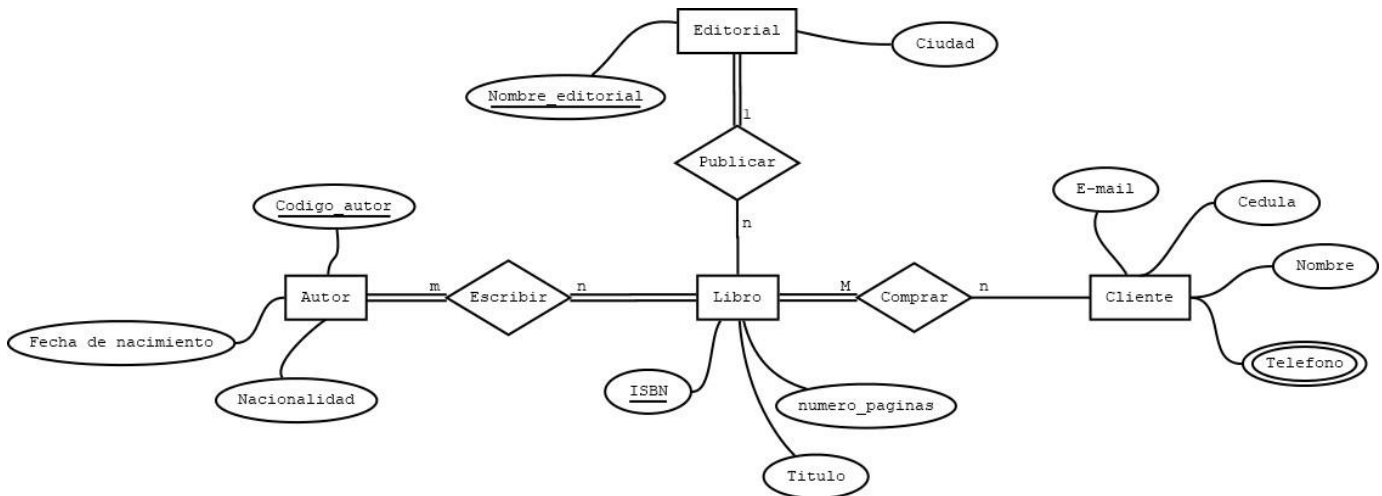 Editorial
Ciudad
Nombre_editorial
1
Publicar
E-mail
Cedula
Codigo_autor
n
Nombre
Autor
m
Escribir
n
Libro
M
Comprar
n
Cliente
Fecha de nacimiento
Telefono
Nacionalidad
ISBN
numero_paginas
Titulo